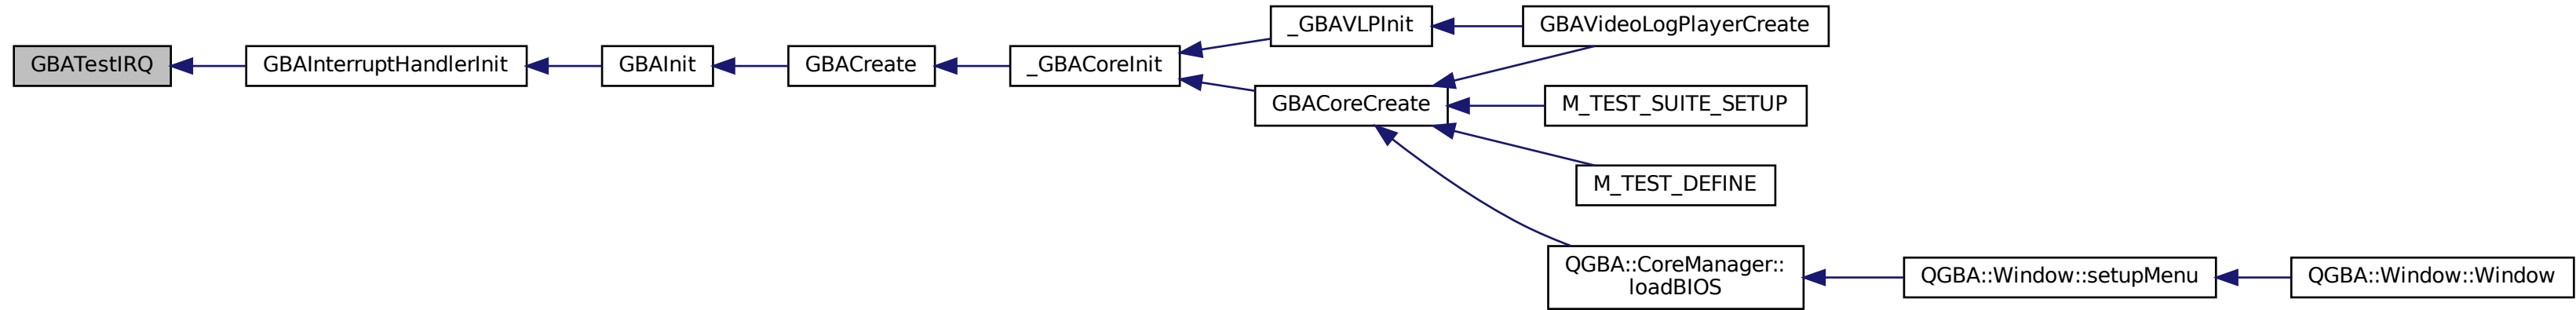 GBATestIRQ
GBAInterruptHandlerInit
GBAInit
GBACreate
_GBACoreInit
_GBAVLPInit
GBAVideoLogPlayerCreate
GBACoreCreate
M_TEST_SUITE_SETUP
M_TEST_DEFINE
QGBA::CoreManager::
loadBIOS
QGBA::Window::setupMenu
QGBA::Window::Window